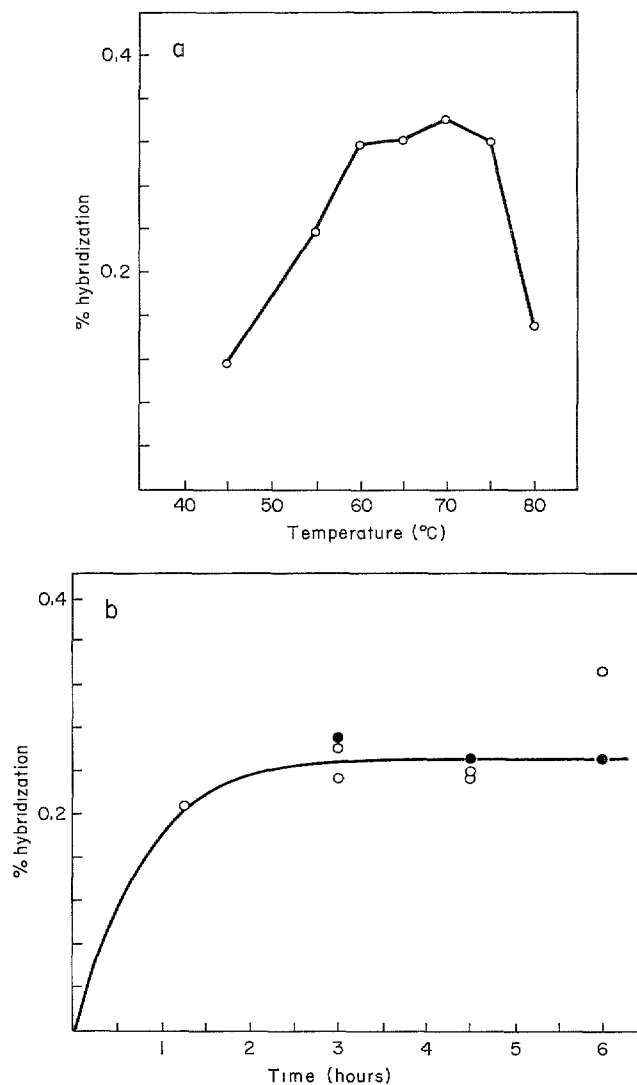 a
0.4
0.2
% hybridization
40 50 60 70 80
Temperature (°C)
b
0.4
0.2
% hybridization
1 2 3 4 5 6
Time (hours)